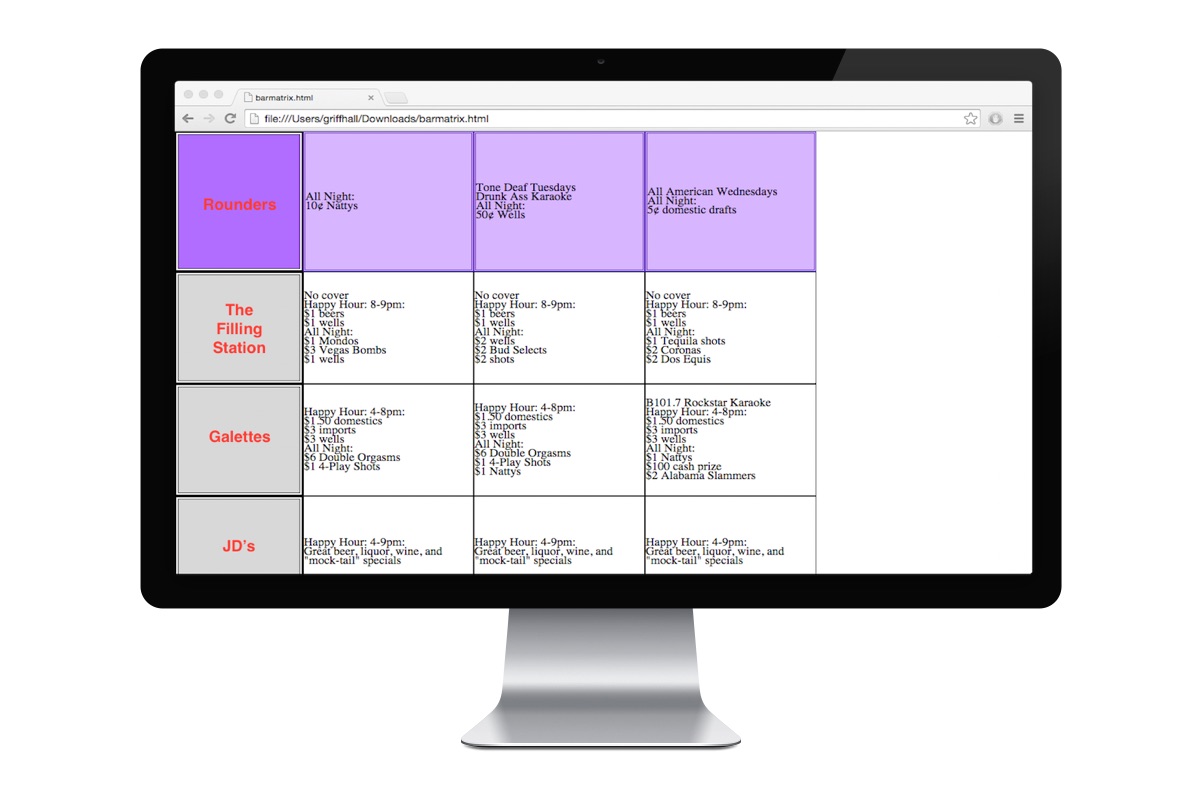 barmatrix.html
file:///Users/griffhall/Downloads/barmatrix.html
Rounders
All Night:
10¢ Nattys
Tone Deaf Tuesdays
Drunk Ass Karaoke
All Night:
50¢ Wells
All American Wednesdays
All Night:
5¢ domestic drafts
The
Filling
Station
No cover
Happy Hour: 8-9pm:
$1 beers
$1 wells
All Night:
$1 Mondos
$3 Vegas Bombs
$1 wells
No cover
Happy Hour: 8-9pm:
$1 beers
$1 wells
All Night:
$2 wells
$2 Bud Selects
$2 shots
No cover
Happy Hour: 8-9pm:
$1 beers
$1 wells
All Night:
$1 Tequila shots
$2 Coronas
$2 Dos Equis
Galettes
Happy Hour: 4-8pm:
$1.50 domestics
$3 imports
$3 wells
All Night:
$6 Double Orgasms
$1 4-Play Shots
Happy Hour: 4-8pm:
$1.50 domestics
$3 imports
$3 wells
All Night:
$6 Double Orgasms
$1 4-Play Shots
$1 Nattys
B101.7 Rockstar Karaoke
Happy Hour: 4-8pm:
$1.50 domestics
$3 imports
$3 wells
All Night:
$1 Nattys
$100 cash prize
$2 Alabama Slammers
JD's
Happy Hour: 4-9pm:
Great beer, liquor, wine, and
"mock-tail" specials
Happy Hour: 4-9pm:
Great beer, liquor, wine, and
"mock-tail" specials
Happy Hour: 4-9pm:
Great beer, liquor, wine, and
"mock-tail" specials